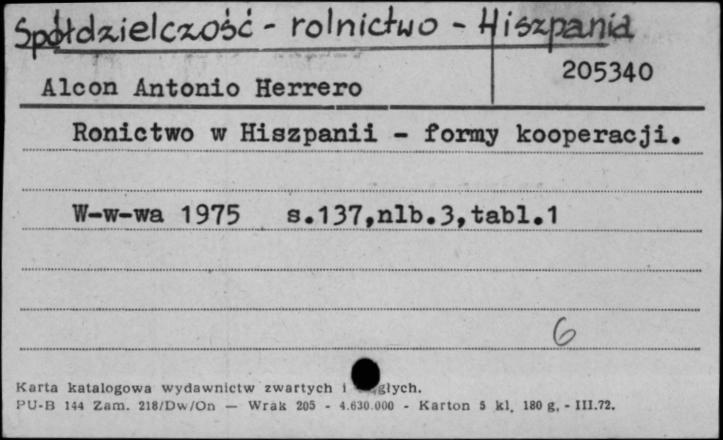 Spółdzielczość - rolnictwo - Hiszpania
205340
Alcon Antonio Herrero
Ronictwo w Hiszpanii - formy kooperacji.
W-w-wa 1975 s.137,nlb.3,tabl.1
6
Karta katalogowa wydawnictw zwartych i głych.
PU-B 144 Zam. 218/Dw/On — Wrak 205 - 4.630.000 - Karton 5 kl. 180 g. - III.72.